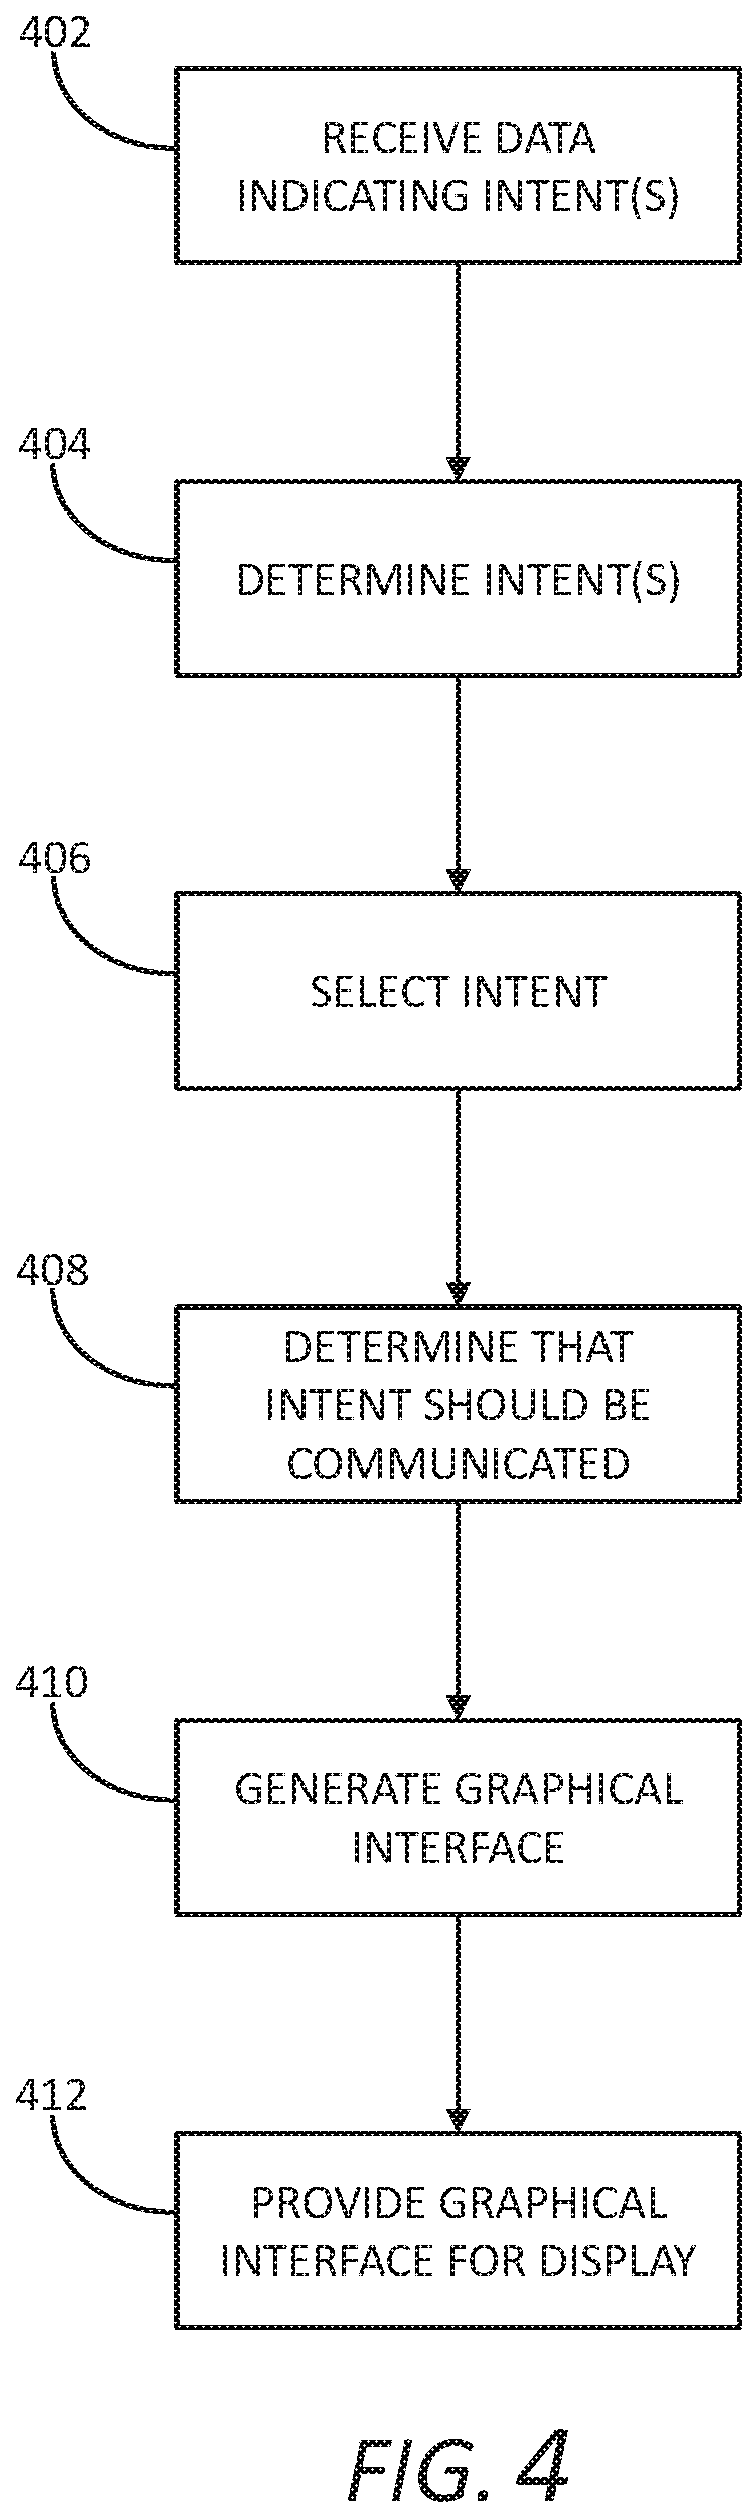 402
RECEIVE DATA
INDICATING INTENT(S)
404
DETERMINE INTENT(S)
406
SELECT INTENT
408
DETERMINE THAT
INTENT SHOULD BE
COMMUNICATED
410
GENERATE GRAPHICAL
INTERFACE
412
PROVIDE GRAPHICAL
INTERFACE FOR DISPLAY
FIG. 4